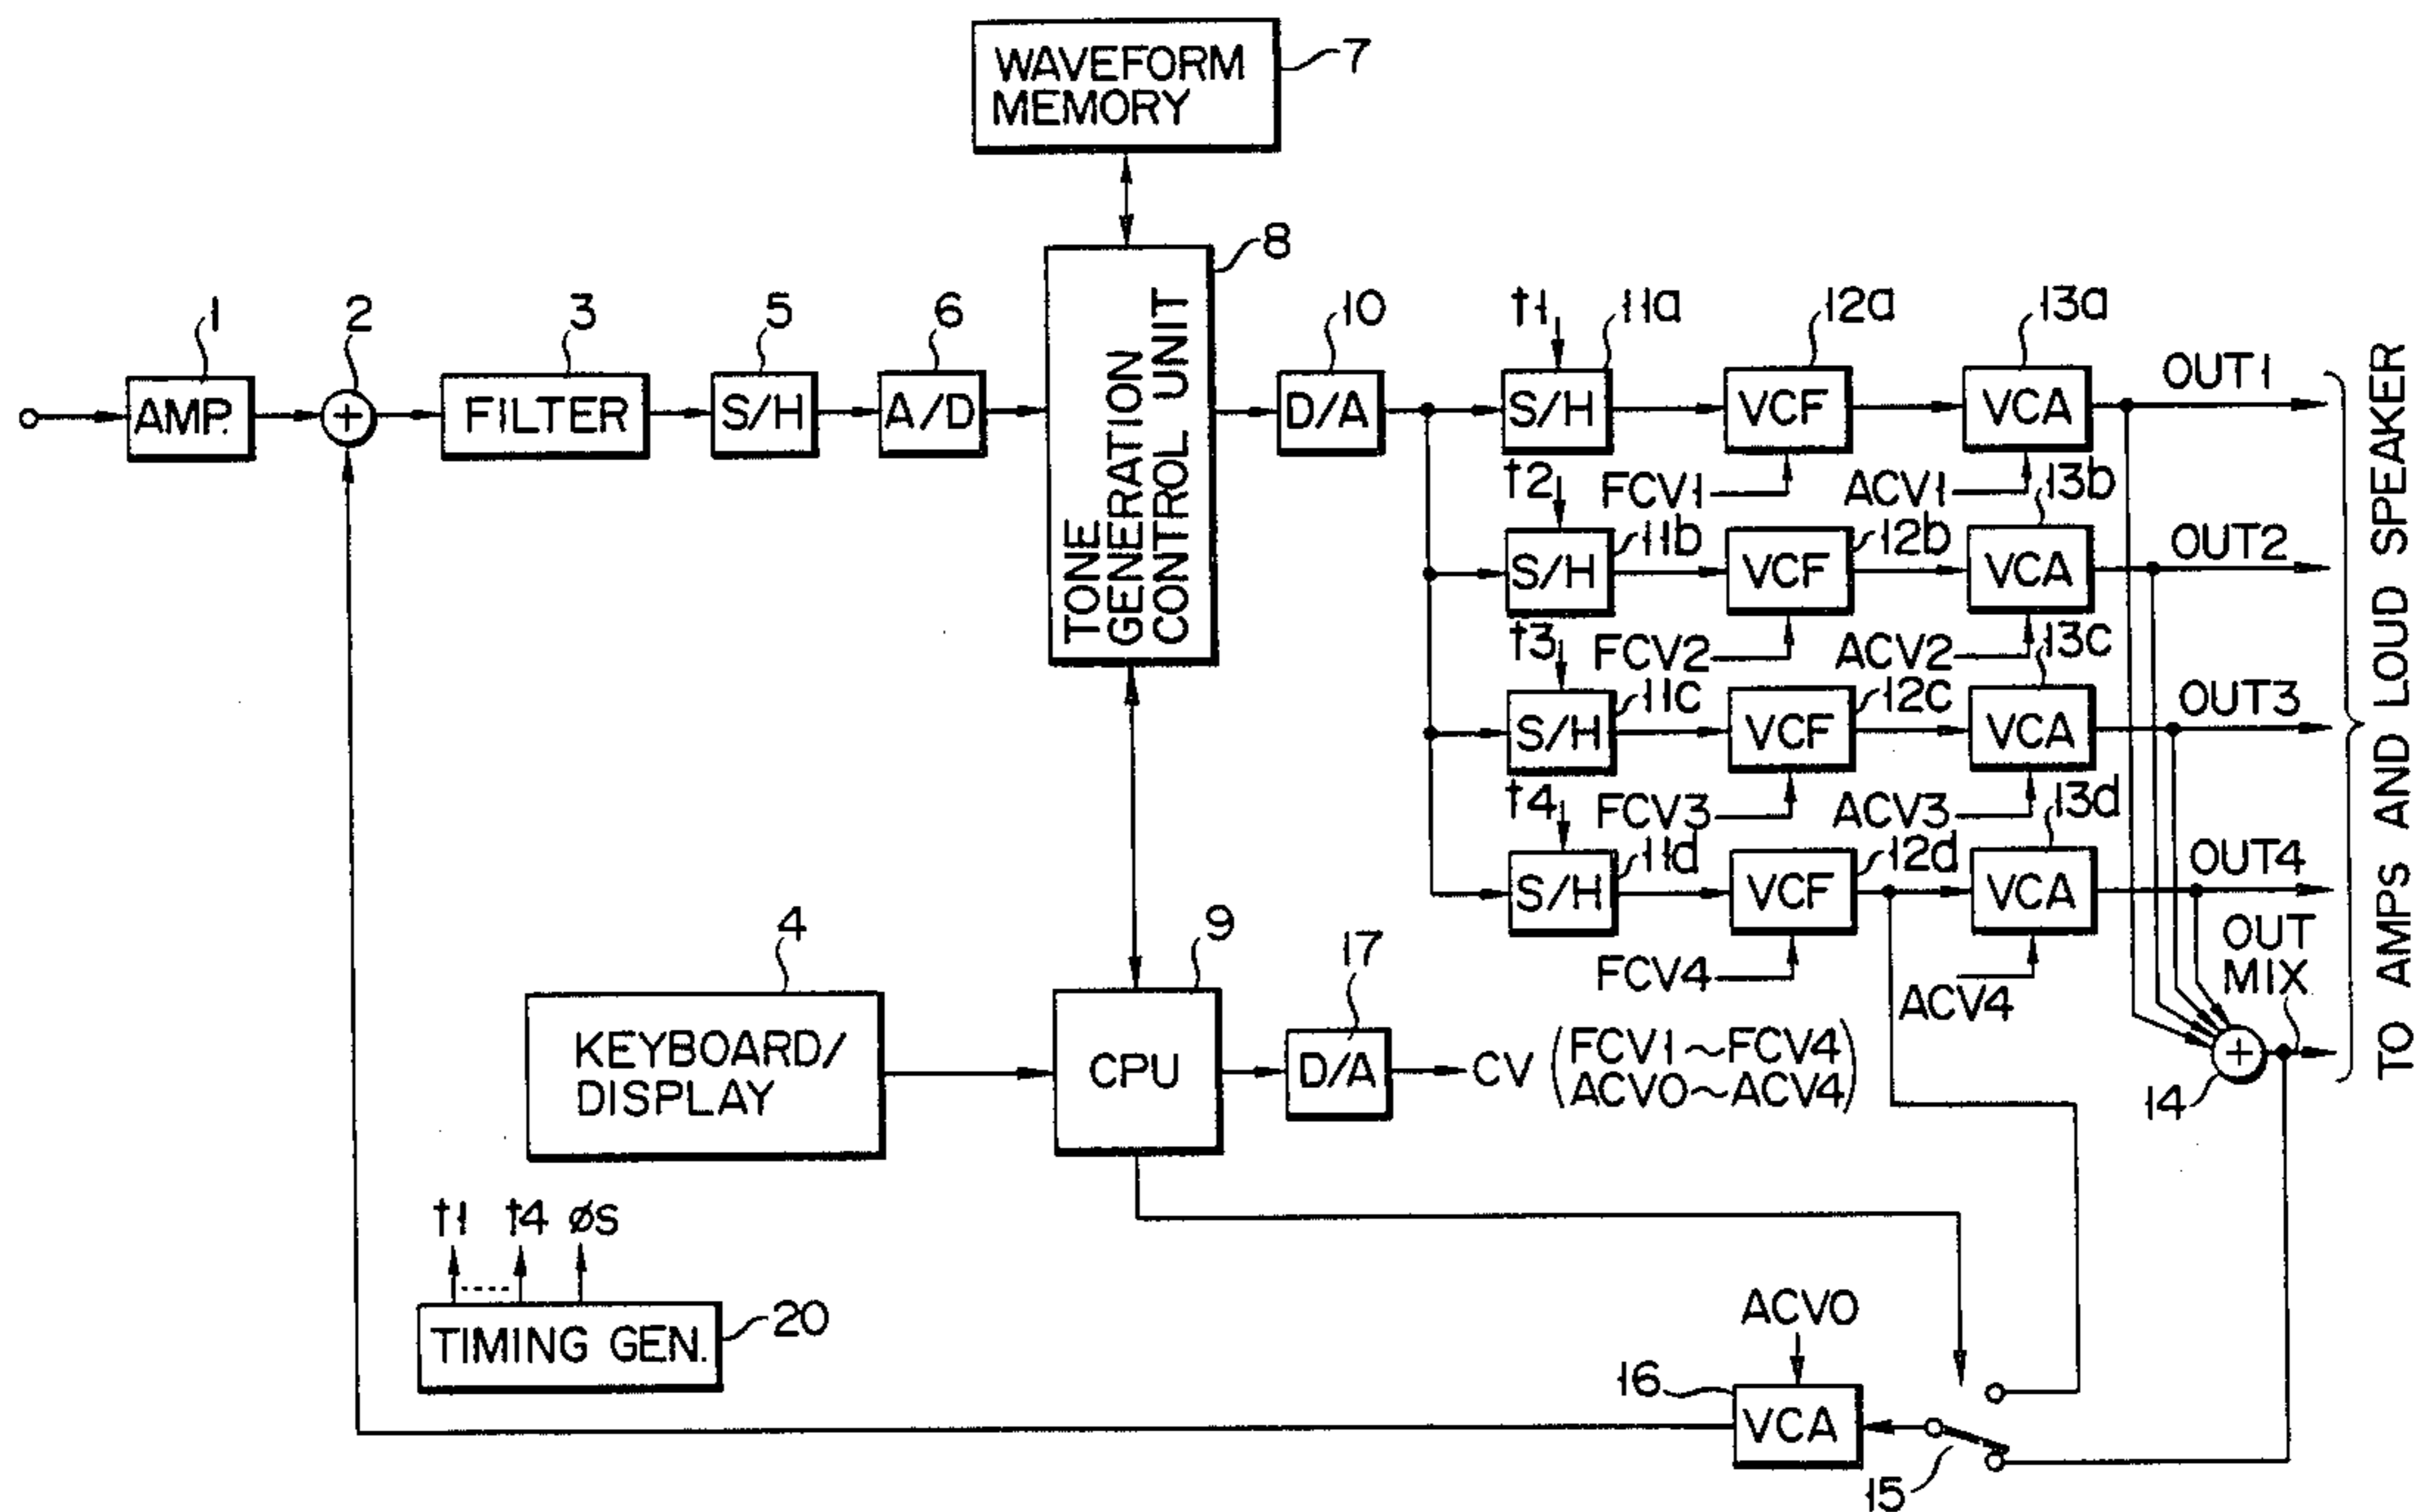 WAVEFORM
MEMORY
7
TONE
GENERATION
CONTROL UNIT
8
1
AMP.
2
+
3
FILTER
5
S/H
6
A/D
10
D/A
t1
11a
S/H
12a
VCF
13a
VCA
OUT1
FCV1
ACV1
t2
11b
S/H
12b
VCF
13b
VCA
OUT2
FCV2
ACV2
t3
11c
S/H
12c
VCF
13c
VCA
OUT3
FCV3
ACV3
t4
11d
S/H
12d
VCF
13d
VCA
OUT4
FCV4
ACV4
OUT
MIX
+
14
TO AMPS AND LOUD SPEAKER
4
KEYBOARD/
DISPLAY
9
CPU
17
D/A
CV (FCV1~FCV4
ACV0~ACV4)
t1 t4 øs
TIMING GEN.
20
ACV0
16
VCA
15